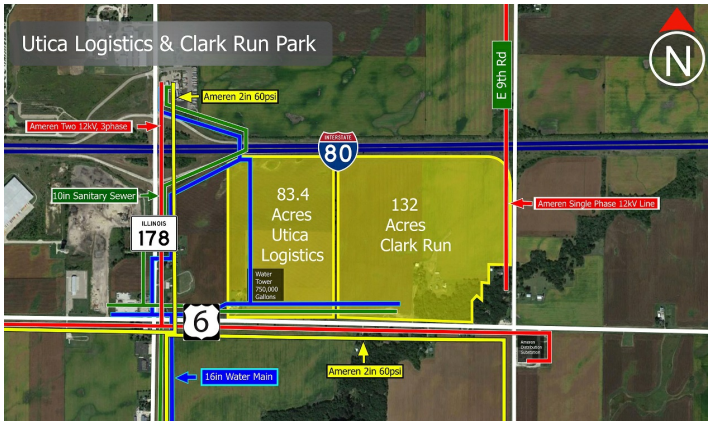 Utica Logistics & Clark Run Park
E 9th Rd
N
Ameren 2in 60psi
Ameren Two 12kV, 3phase
INTERSTATE
80
83.4
Acres
Utica
Logistics
132
Acres
Clark Run
10in Sanitary Sewer
Ameren Single Phase 12kV Line
ILLINOIS
178
Water
Tower
750,000
Gallons
6
Ameren
Distribution
Substation
16in Water Main
Ameren 2in 60psi